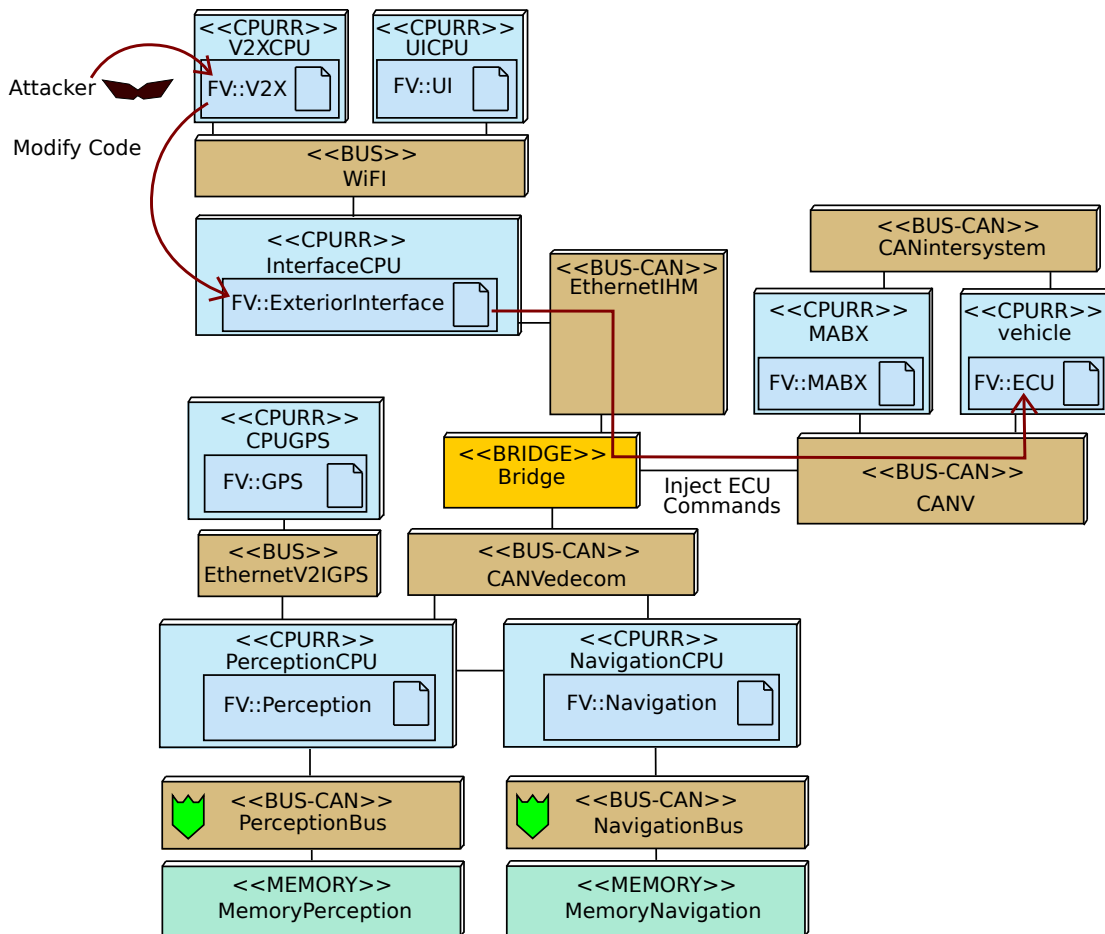 <<CPURR>>
V2XCPU
FV::V2X
<<CPURR>>
UICPU
FV::UI
Attacker
Modify Code
<<BUS>>
WiFI
<<CPURR>>
InterfaceCPU
FV::ExteriorInterface
<<BUS-CAN>>
EthernetIHM
<<BUS-CAN>>
CANintersystem
<<CPURR>>
MABX
FV::MABX
<<CPURR>>
vehicle
FV::ECU
<<CPURR>>
CPUGPS
FV::GPS
<<BRIDGE>>
Bridge
Inject ECU
Commands
<<BUS-CAN>>
CANV
<<BUS>>
EthernetV2IGPS
<<BUS-CAN>>
CANVedecom
<<CPURR>>
PerceptionCPU
FV::Perception
<<CPURR>>
NavigationCPU
FV::Navigation
<<BUS-CAN>>
PerceptionBus
<<BUS-CAN>>
NavigationBus
<<MEMORY>>
MemoryPerception
<<MEMORY>>
MemoryNavigation